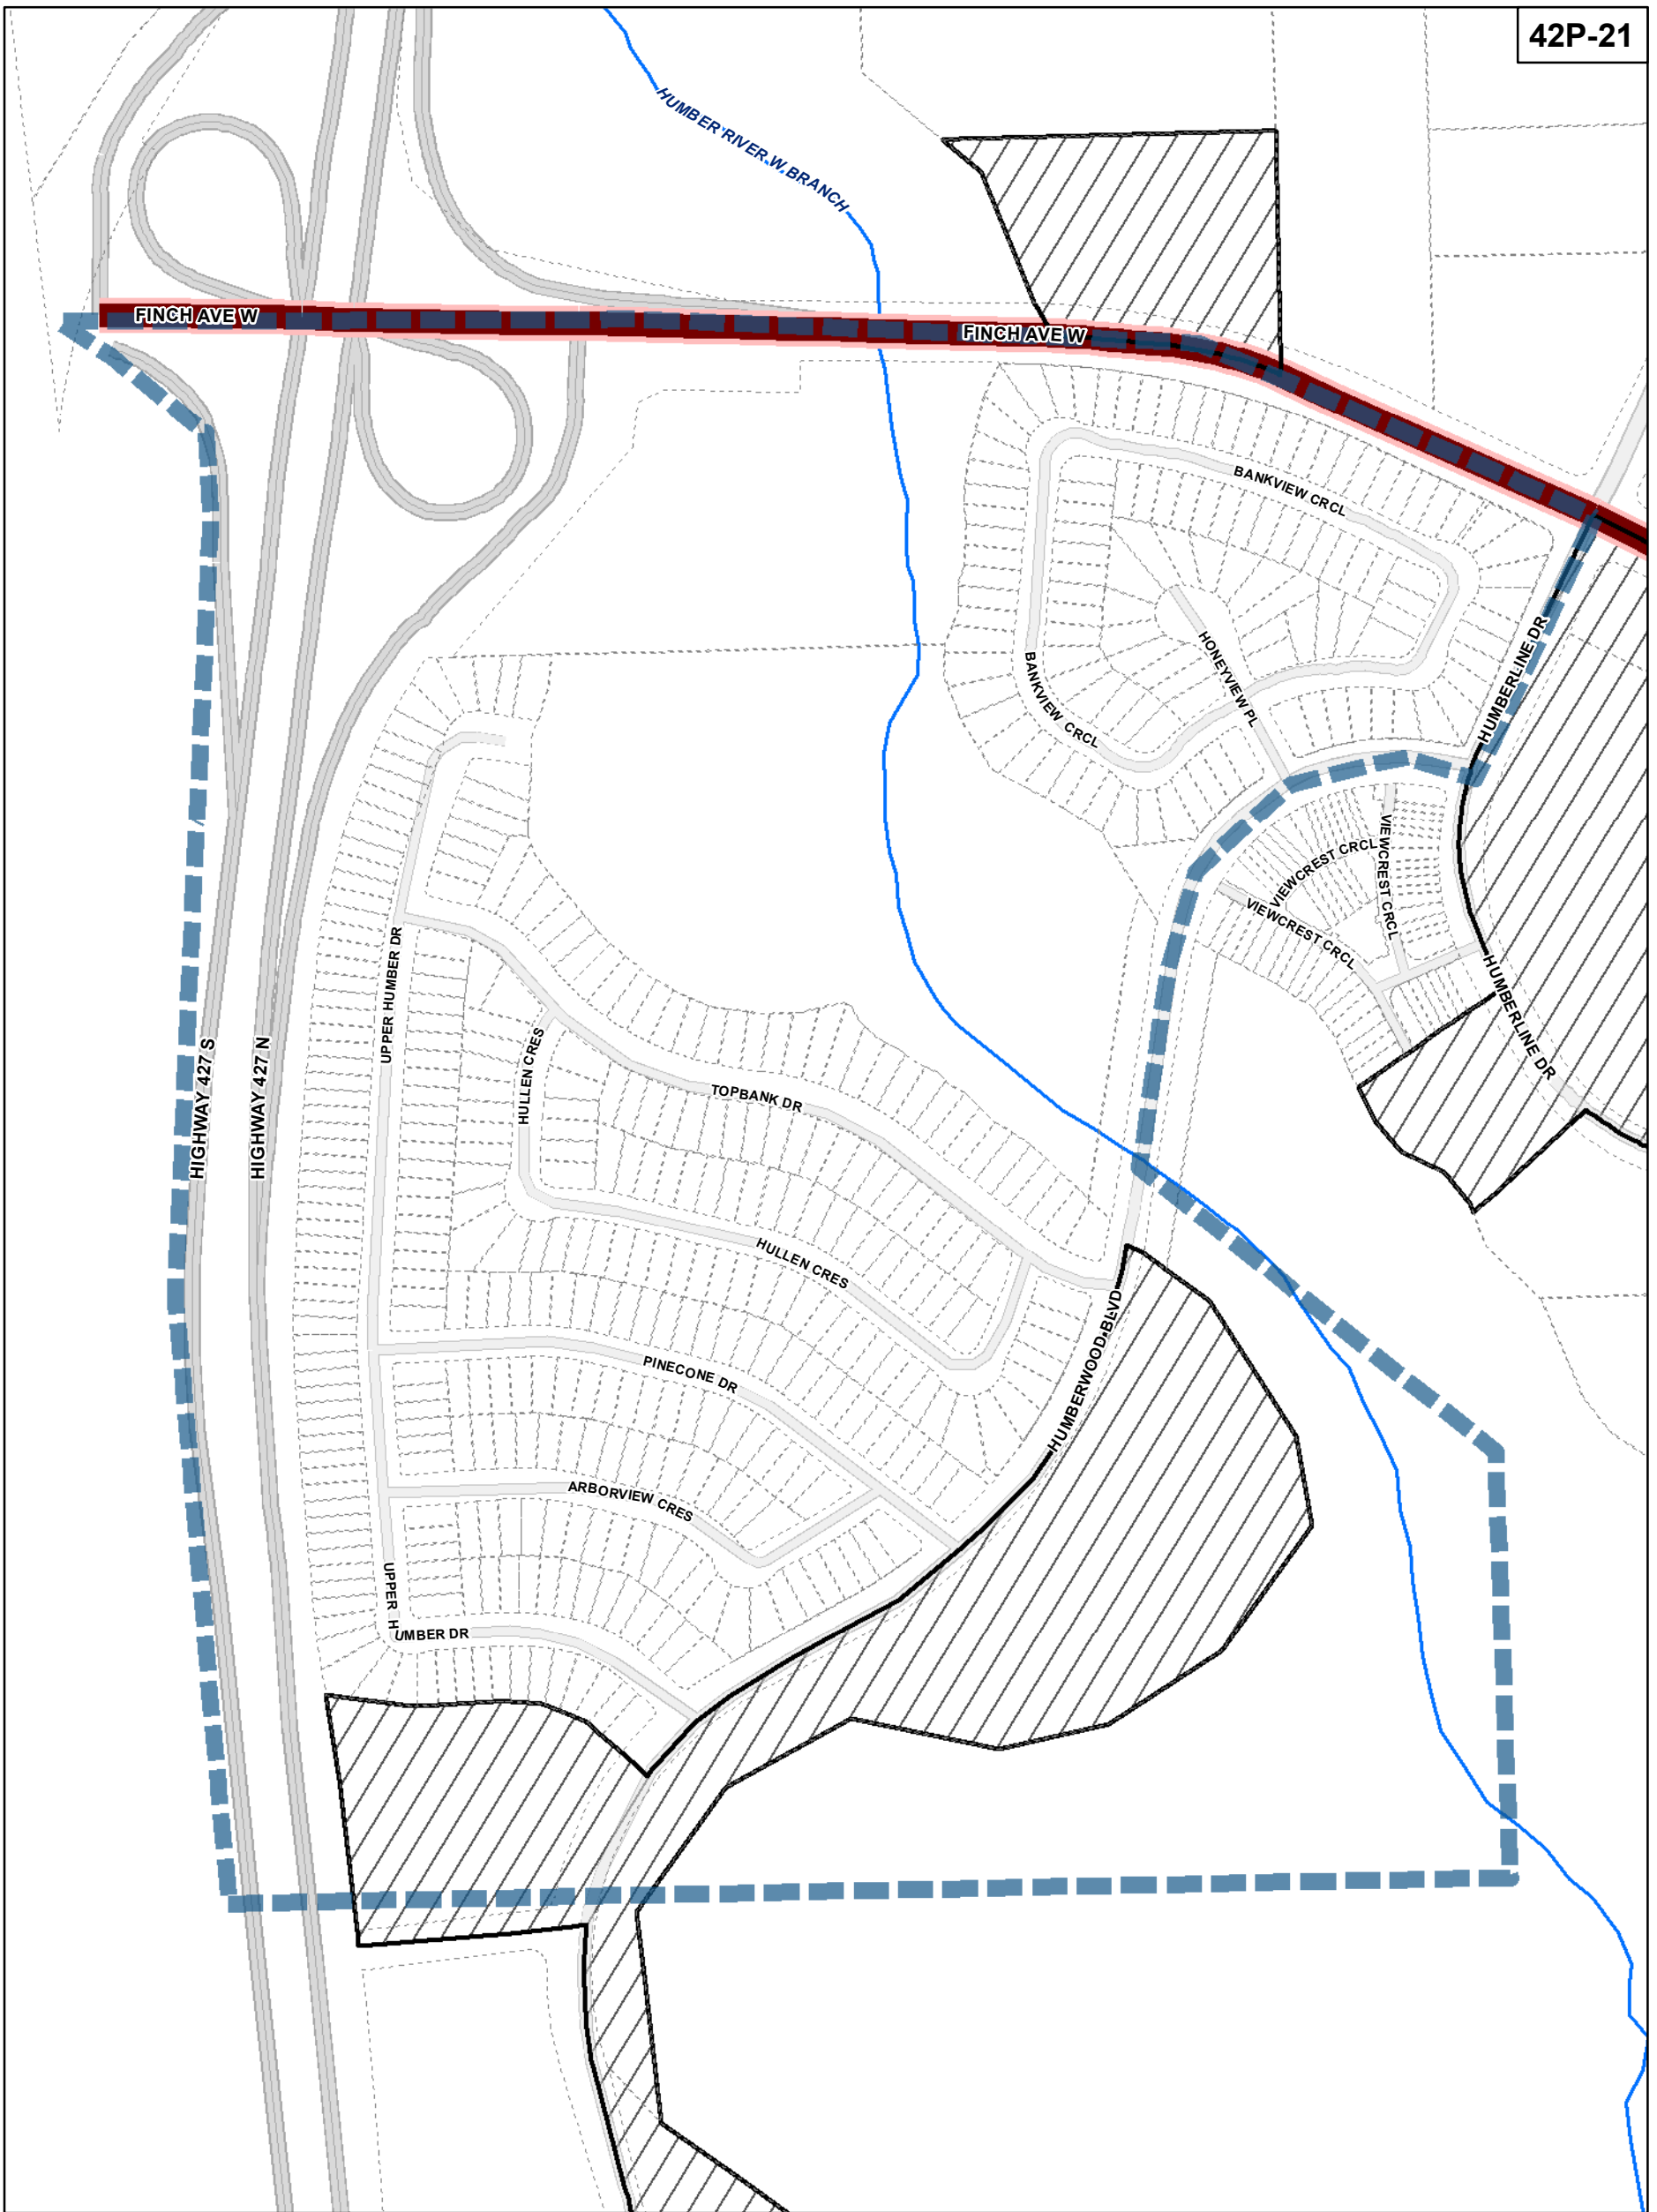 42P-21
HUMBER RIVER W. BRANCH
FINCH AVE W
FINCH AVE W
BANKVIEW CRCL
HONEYVIEW PL
HUMBERLINE DR
BANKVIEW CRCL
VIEWCREST CRCL
VIEWCREST CRCL
VIEWCREST CRCL
HUMBERLINE DR
UPPER HUMBER DR
HIGHWAY 427 S
HIGHWAY 427 N
HULLEN CRES
TOPBANK DR
HULLEN CRES
HUMBERWOOD BLVD
PINECONE DR
ARBORVIEW CRES
UPPER HUMBER DR